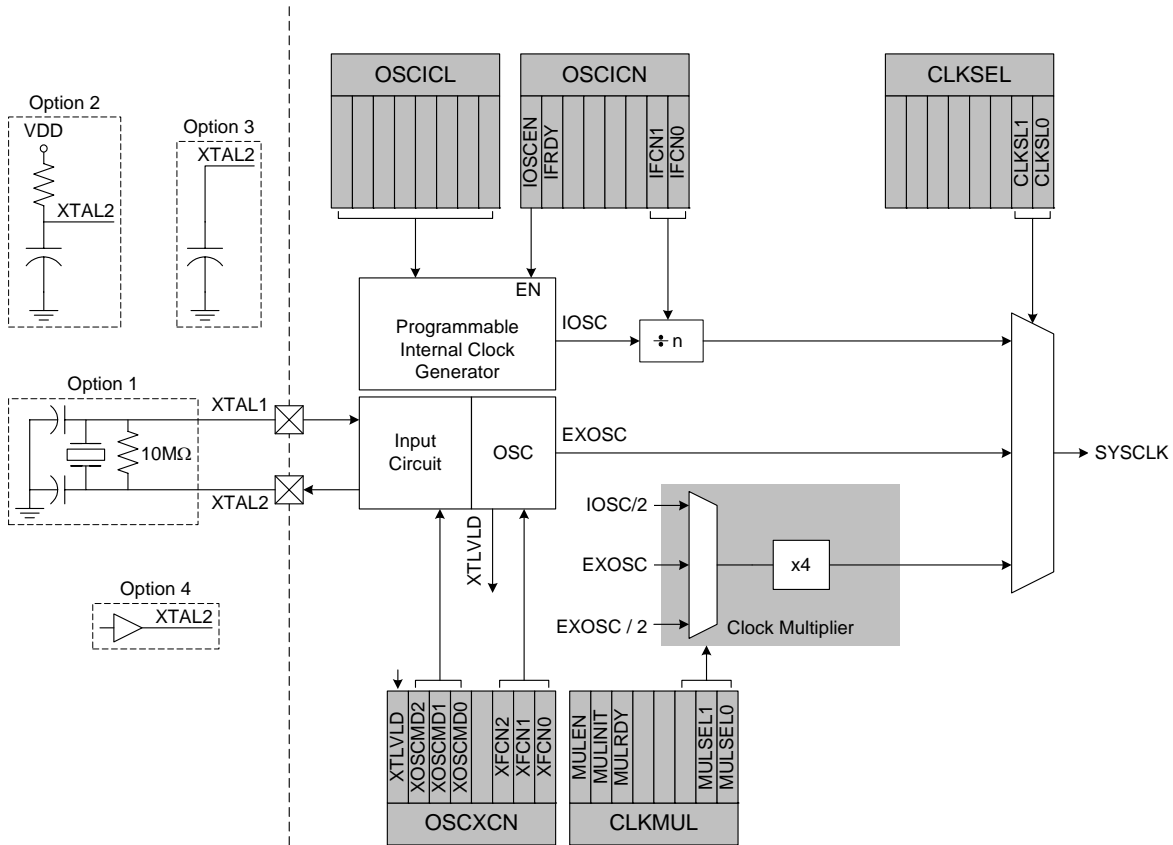 OSCICL
OSCICN
CLKSEL
IOSCEN
IFRDY
IFCN1
IFCN0
CLKSL1
CLKSL0
Option 2
VDD
XTAL2
Option 3
XTAL2
EN
Programmable
Internal Clock
Generator
IOSC
÷ n
Option 1
XTAL1
10MΩ
XTAL2
Input
Circuit
OSC
EXOSC
SYSCLK
XTLVLD
IOSC/2
EXOSC
EXOSC / 2
x4
Clock Multiplier
Option 4
XTAL2
XTLVLD
XOSCMD2
XOSCMD1
XOSCMD0
XFCN2
XFCN1
XFCN0
OSCXCN
MULEN
MULINIT
MULRDY
MULSEL1
MULSEL0
CLKMUL